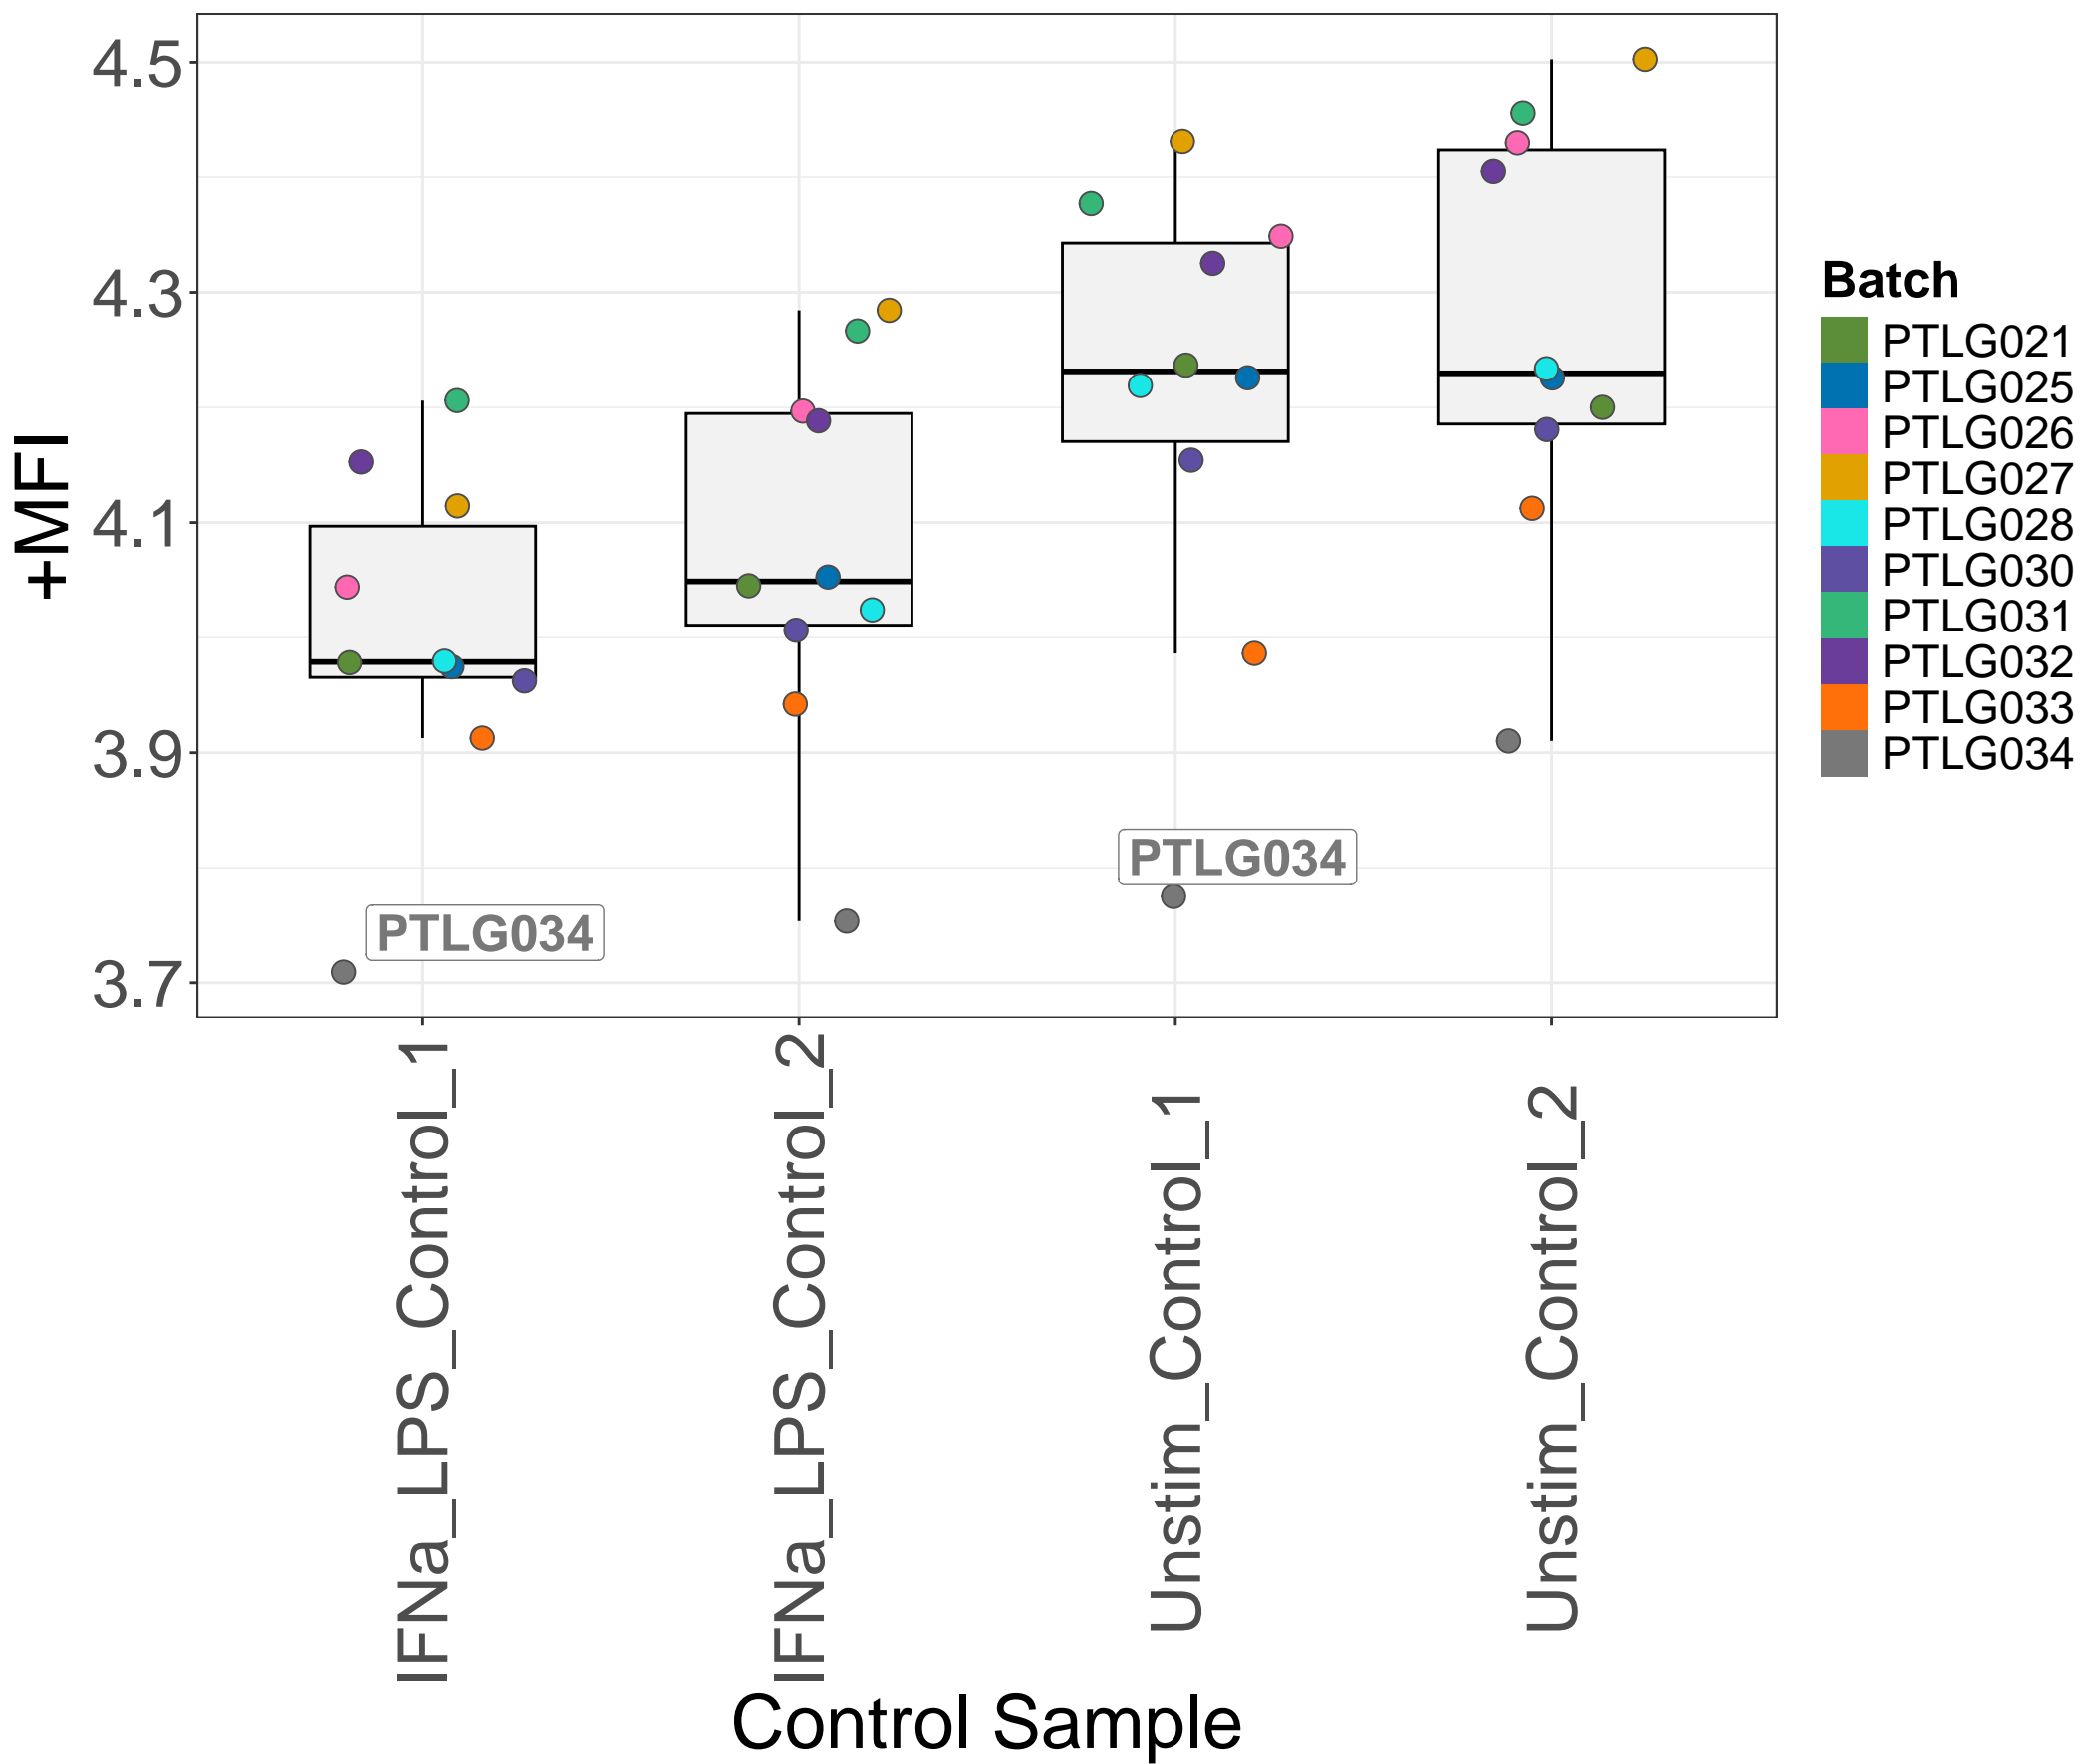 +MFI
4.5
4.3
4.1
3.9
3.7
PTLG034
PTLG034
IFNa_LPS_Control_1
IFNa_LPS_Control_2
Unstim_Control_1
Unstim_Control_2
Control Sample
Batch
PTLG021
PTLG025
PTLG026
PTLG027
PTLG028
PTLG030
PTLG031
PTLG032
PTLG033
PTLG034